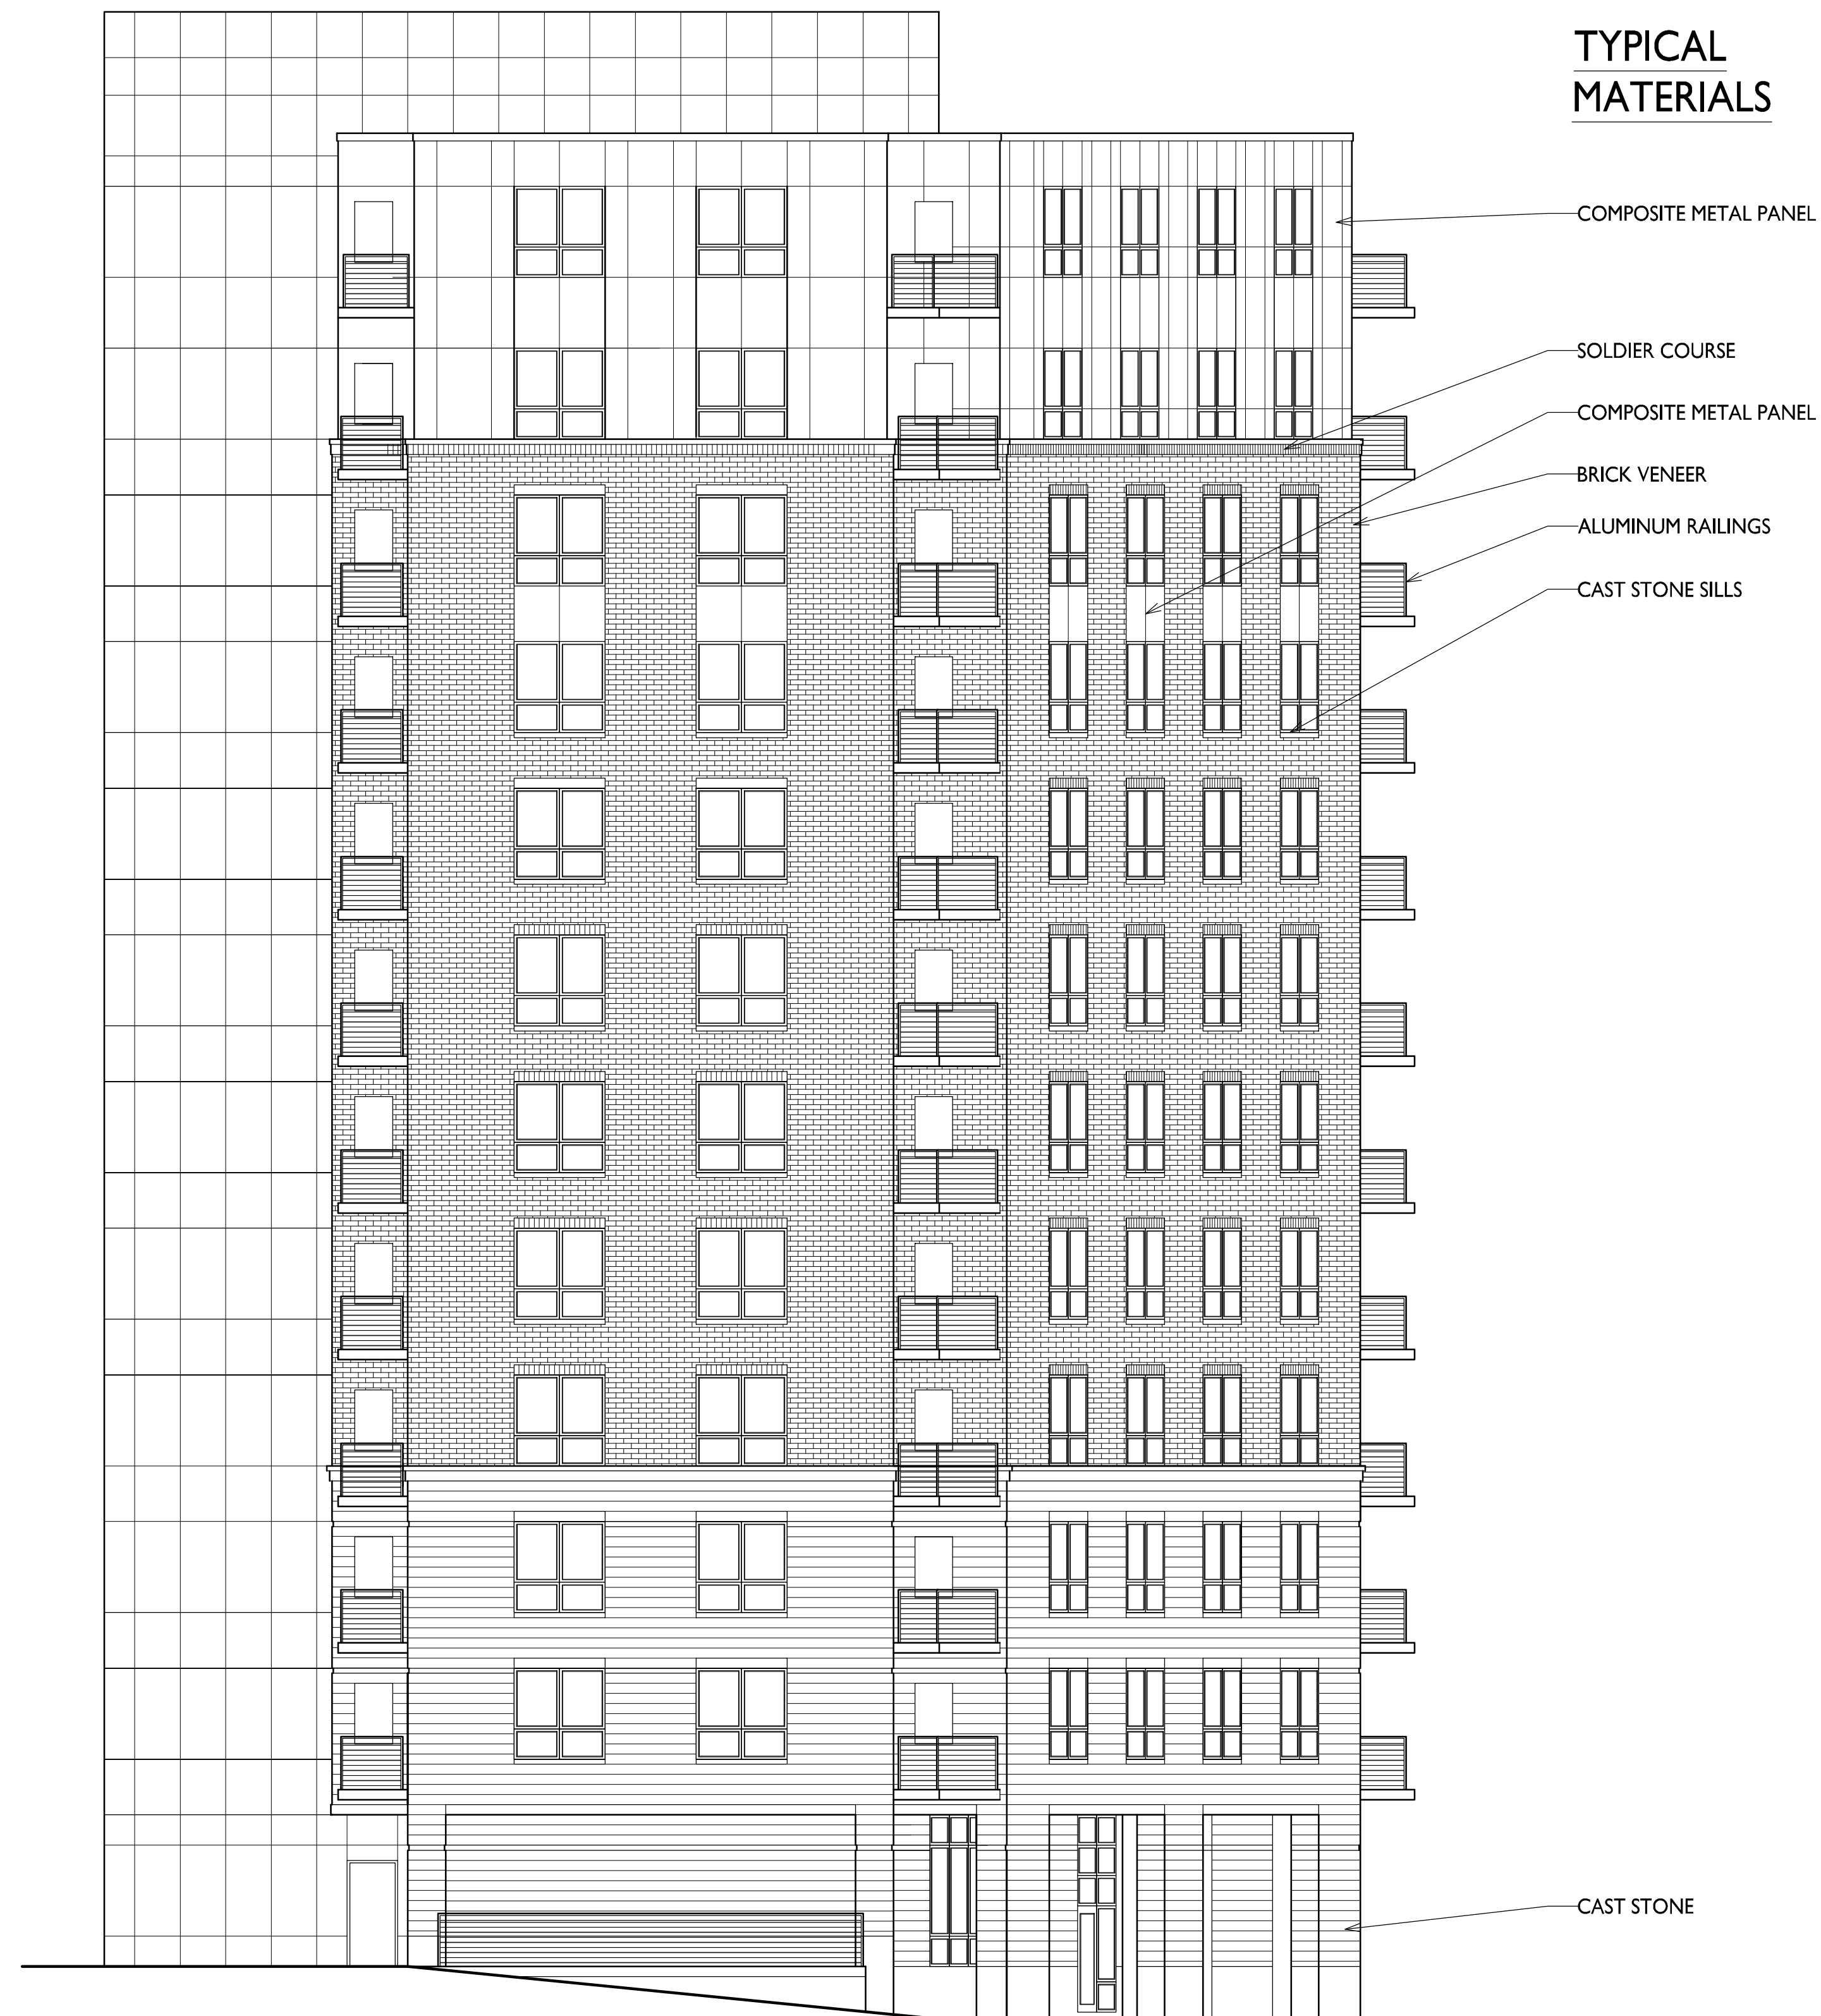 TYPICAL
MATERIALS
COMPOSITE METAL PANEL
SOLDIER COURSE
COMPOSITE METAL PANEL
BRICK VENEER
ALUMINUM RAILINGS
CAST STONE SILLS
CAST STONE